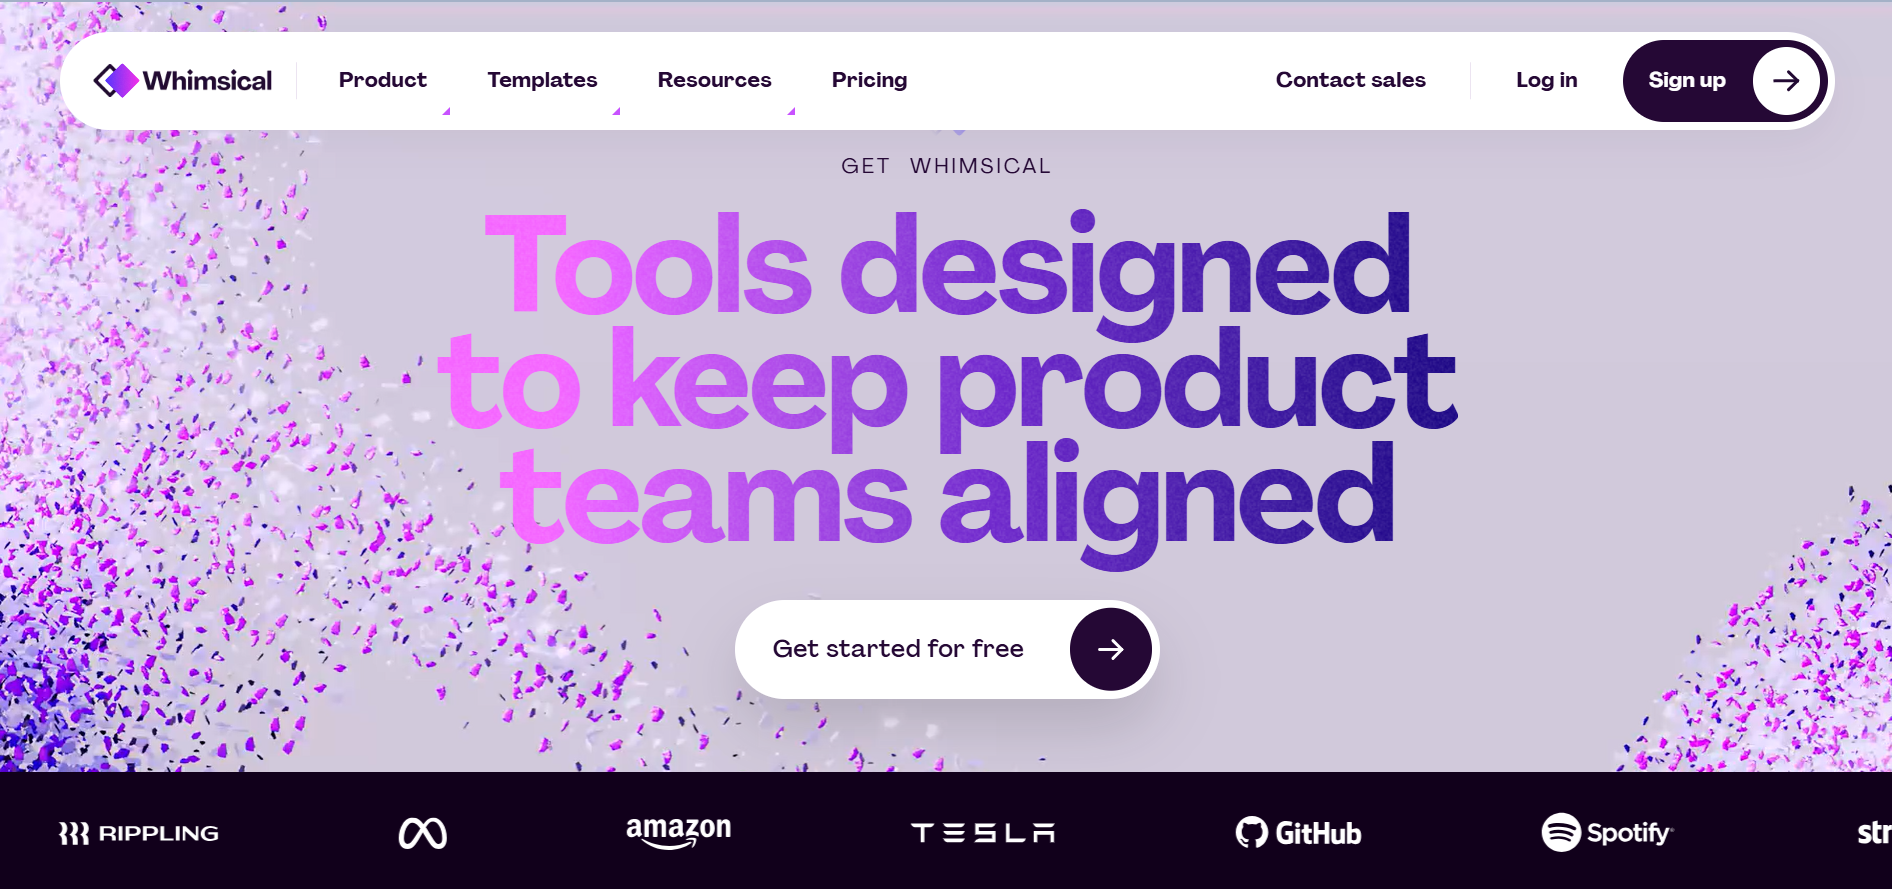 Whimsical
Product
Templates
Resources
Pricing
Contact sales
Log in
Sign up
GET WHIMSICAL
Tools designed
to keep product
teams aligned
Get started for free
RIPPLING
amazon
TESLA
GitHub
Spotify